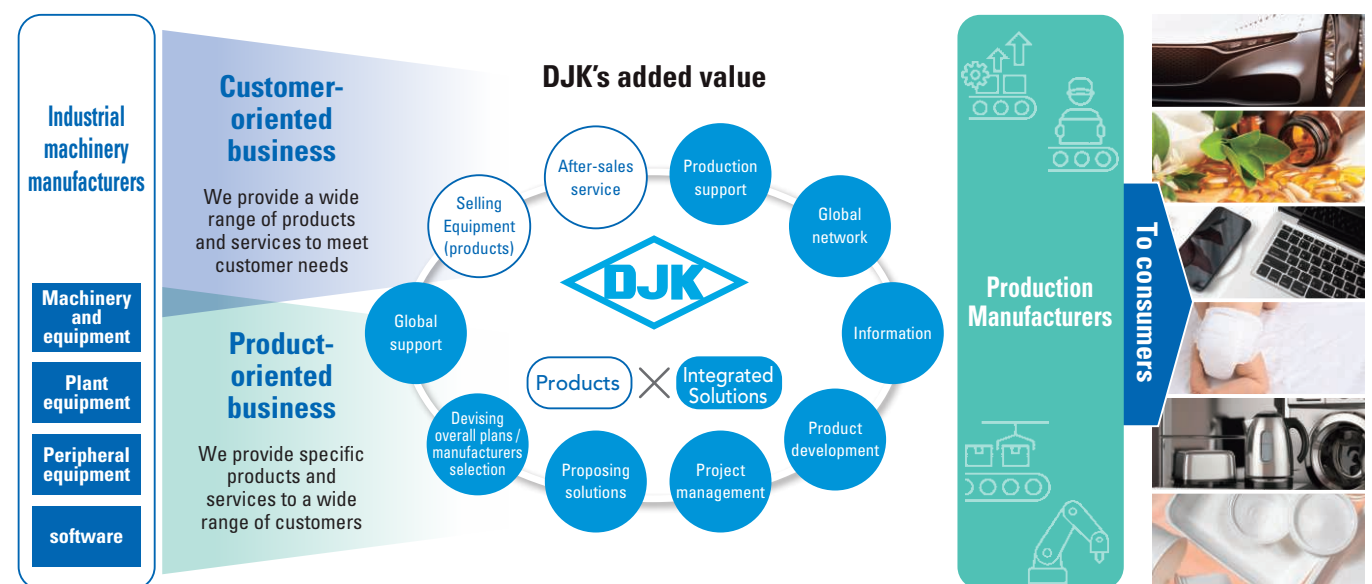 Industrial
machinery
manufacturers
Machinery
and
equipment
Plant
equipment
Peripheral
equipment
software
Customer-
oriented
business
We provide a wide
range of products
and services to meet
customer needs
Product-
oriented
business
We provide specific
products and
services to a wide
range of customers
DJK's added value
After-sales
service
Production
support
Selling
Equipment
(products)
Global
network
DJK
Global
support
Information
Products
Integrated
Solutions
Devising
overall plans /
manufacturers
selection
Product
development
Proposing
solutions
Project
management
Production
Manufacturers
To consumers